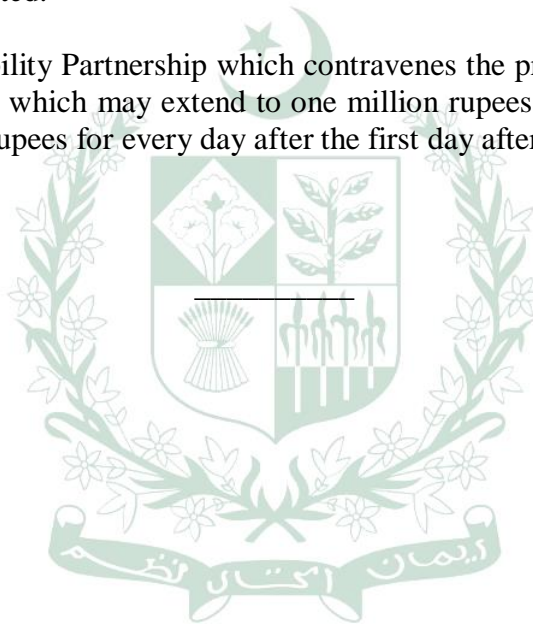 ted.
bility Partnership which contravenes the pr
which may extend to one million rupees
upees for every day after the first day after
ایمان اتحاد نظم